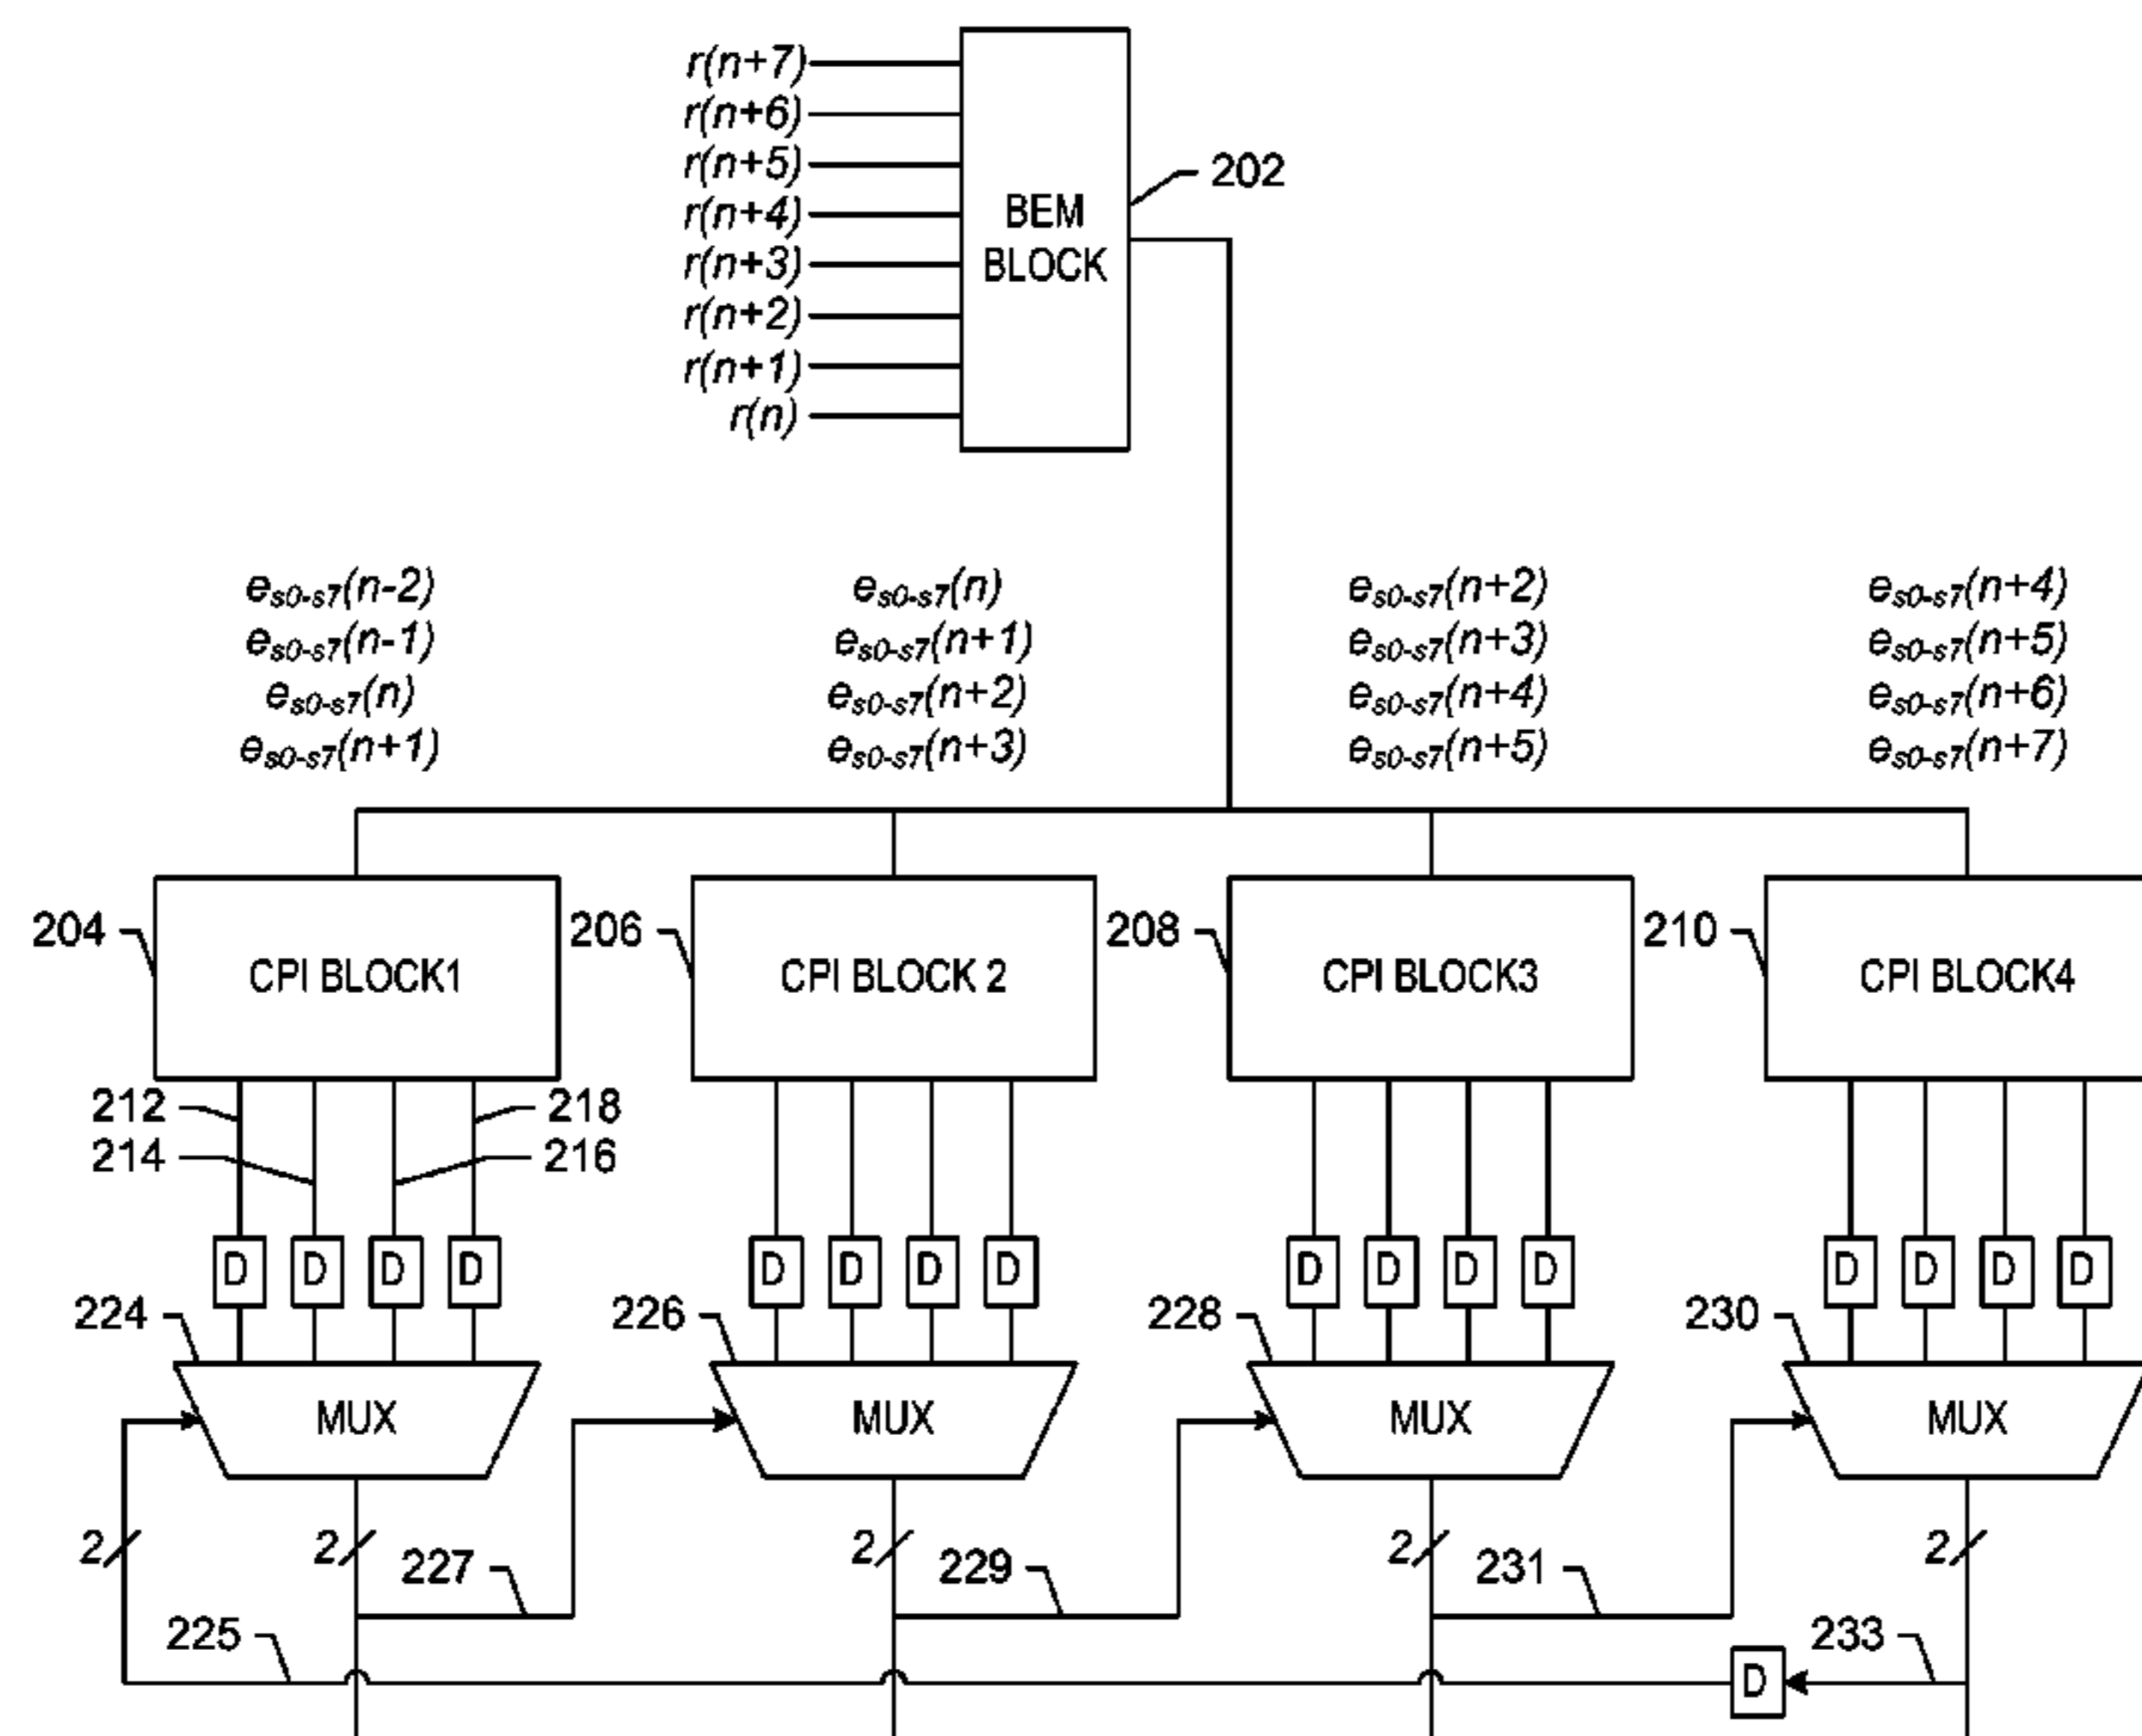 r(n+7)
r(n+6)
r(n+5)
202
r(n+4)
BEM
r(n+3)
BLOCK
r(n+2)
r(n+1)
r(n)
es0-s7(n-2) es0-s7(n) es0-s7(n+2) es0-s7(n+4)
es0-s7(n-1) es0-s7(n+1) es0-s7(n+3) es0-s7(n+5)
es0-s7(n) es0-s7(n+2) es0-s7(n+4) es0-s7(n+6)
es0-s7(n+1) es0-s7(n+3) es0-s7(n+5) es0-s7(n+7)
204 206 208 210
CPI BLOCK1 CPI BLOCK 2 CPI BLOCK3 CPI BLOCK4
212 218
214 216
D D D D D D D D D D D D D D D D
224 226 228 230
MUX MUX MUX MUX
2 2 2 2 2
227 229 231
225 233
D